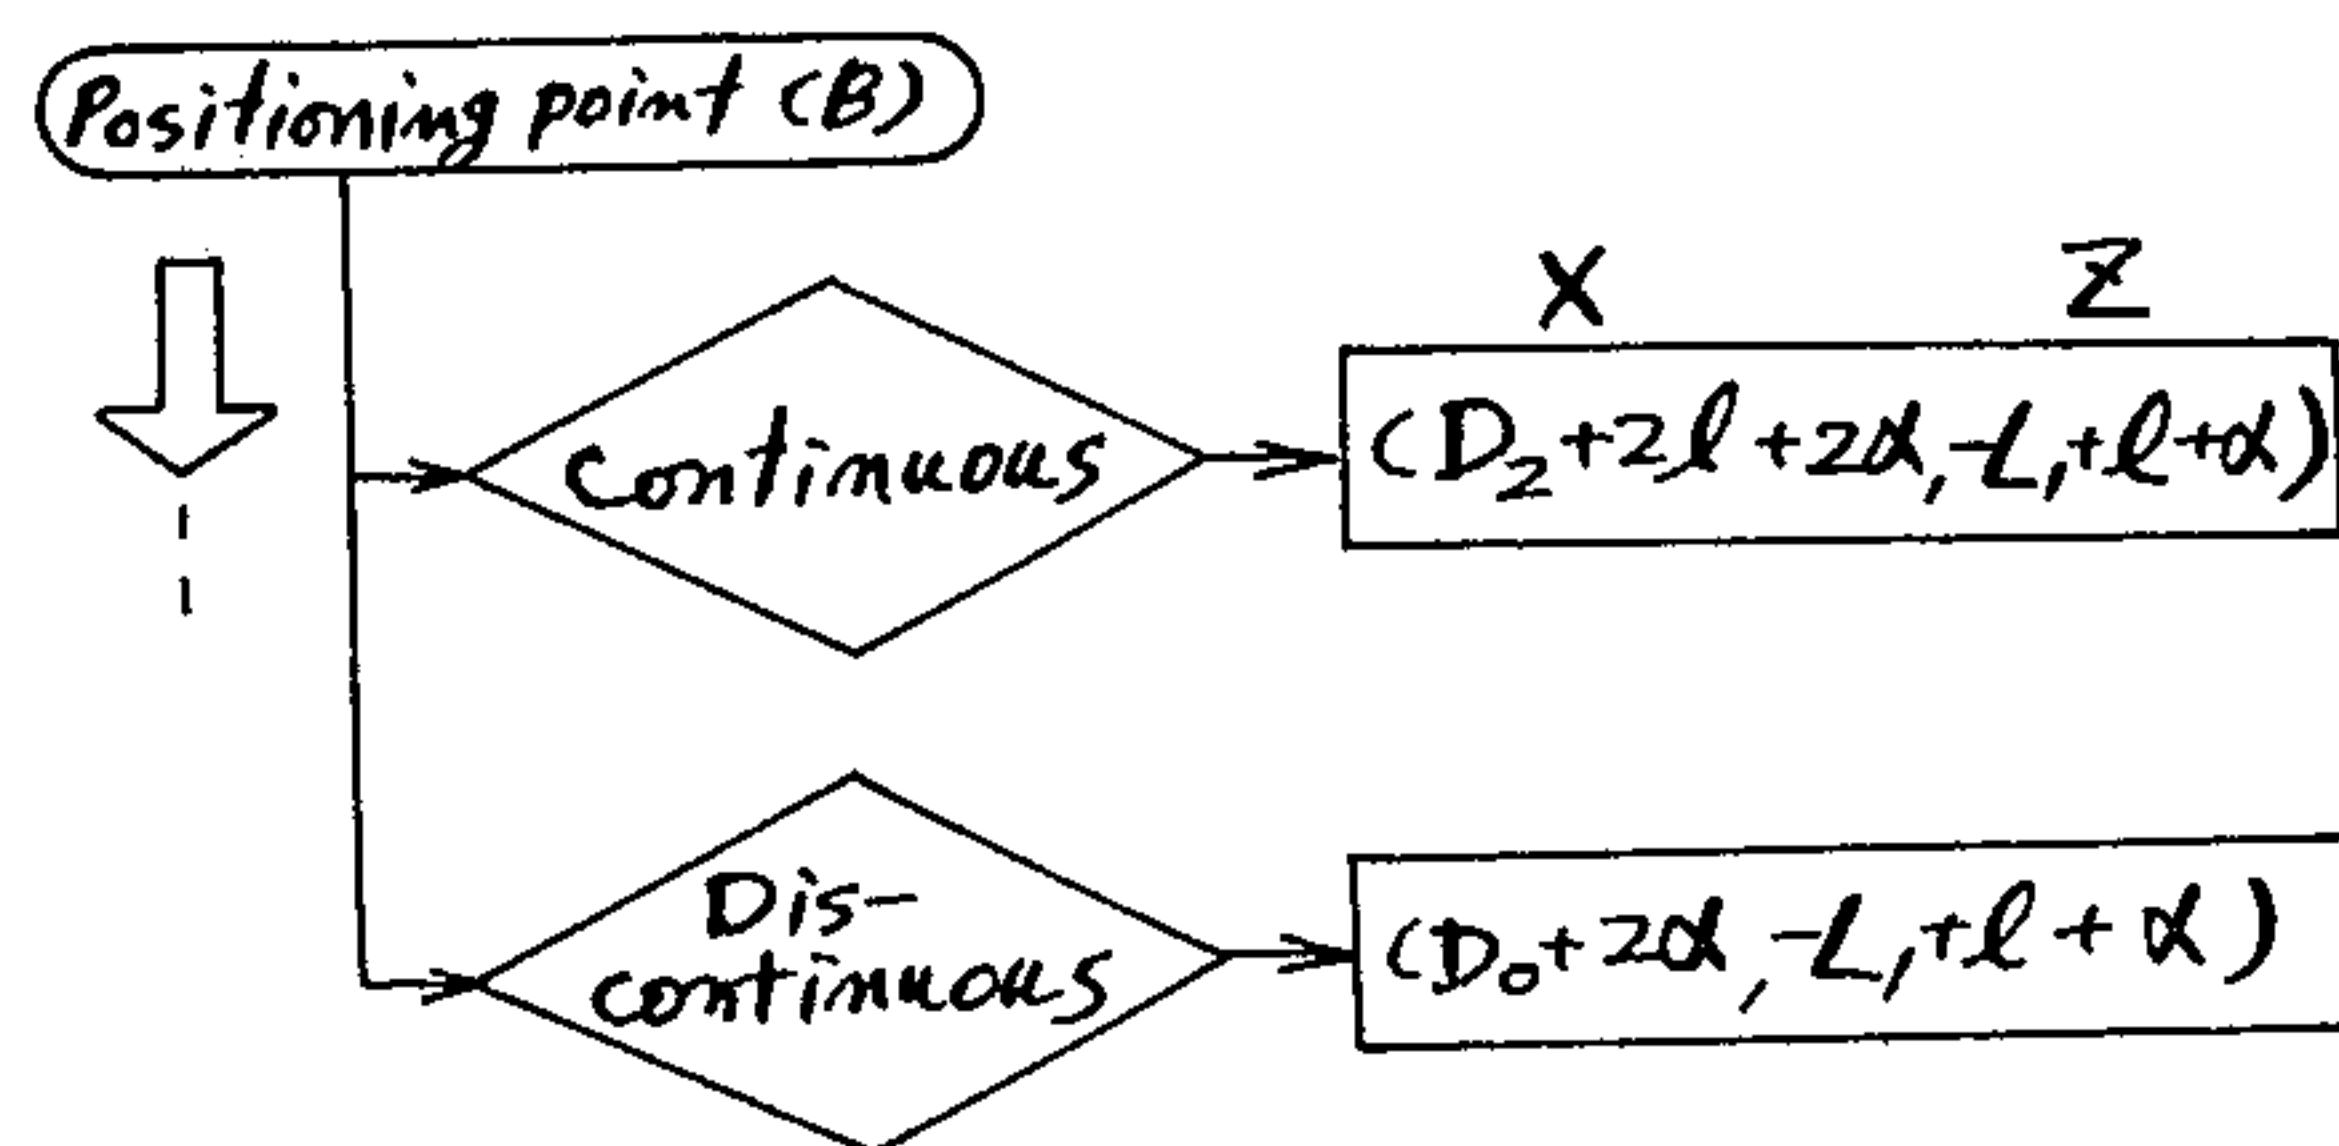 Positioning point (B)
X Z
Continuous
(D₂+2ℓ+2α, -L₁+ℓ+α)
Dis-
continuous
(D₀+2α, -L₁+ℓ+α)